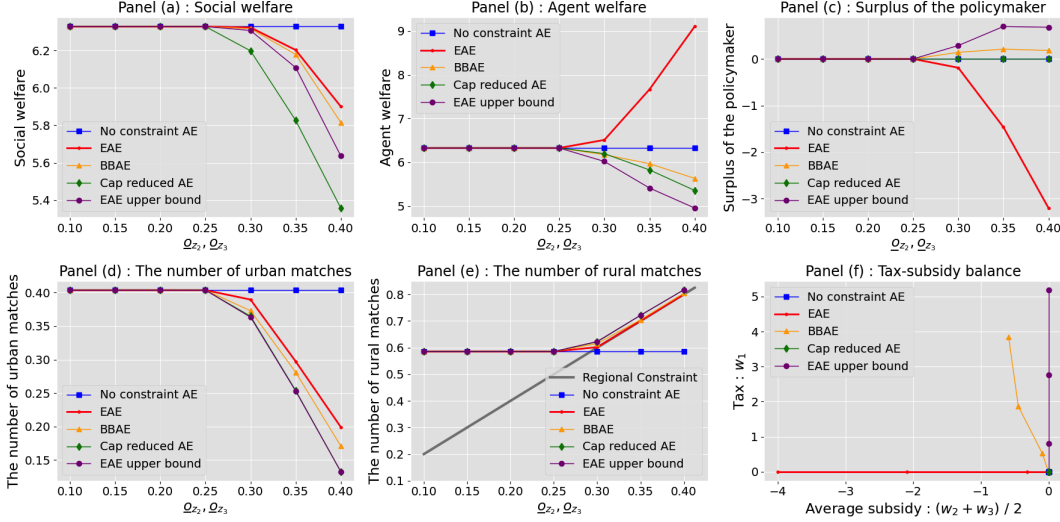 Panel (a) : Social welfare
Social welfare
6.2
6.0
5.8
5.6
5.4
No constraint AE
EAE
BBAE
Cap reduced AE
EAE upper bound
0.10 0.15 0.20 0.25 0.30 0.35 0.40
o̲z₂, o̲z₃
Panel (b) : Agent welfare
Agent welfare
9
8
7
6
5
No constraint AE
EAE
BBAE
Cap reduced AE
EAE upper bound
0.10 0.15 0.20 0.25 0.30 0.35 0.40
o̲z₂, o̲z₃
Panel (c) : Surplus of the policymaker
Surplus of the policymaker
0
−1
−2
−3
No constraint AE
EAE
BBAE
Cap reduced AE
EAE upper bound
0.10 0.15 0.20 0.25 0.30 0.35 0.40
o̲z₂, o̲z₃
Panel (d) : The number of urban matches
The number of urban matches
0.40
0.35
0.30
0.25
0.20
0.15
No constraint AE
EAE
BBAE
Cap reduced AE
EAE upper bound
0.10 0.15 0.20 0.25 0.30 0.35 0.40
o̲z₂, o̲z₃
Panel (e) : The number of rural matches
The number of rural matches
0.8
0.7
0.6
0.5
0.4
0.3
0.2
0.1
Regional Constraint
No constraint AE
EAE
BBAE
Cap reduced AE
EAE upper bound
0.10 0.15 0.20 0.25 0.30 0.35 0.40
o̲z₂, o̲z₃
Panel (f) : Tax-subsidy balance
Tax : w₁
5
4
3
2
1
0
No constraint AE
EAE
BBAE
Cap reduced AE
EAE upper bound
−4 −3 −2 −1 0
Average subsidy : (w₂ + w₃) / 2